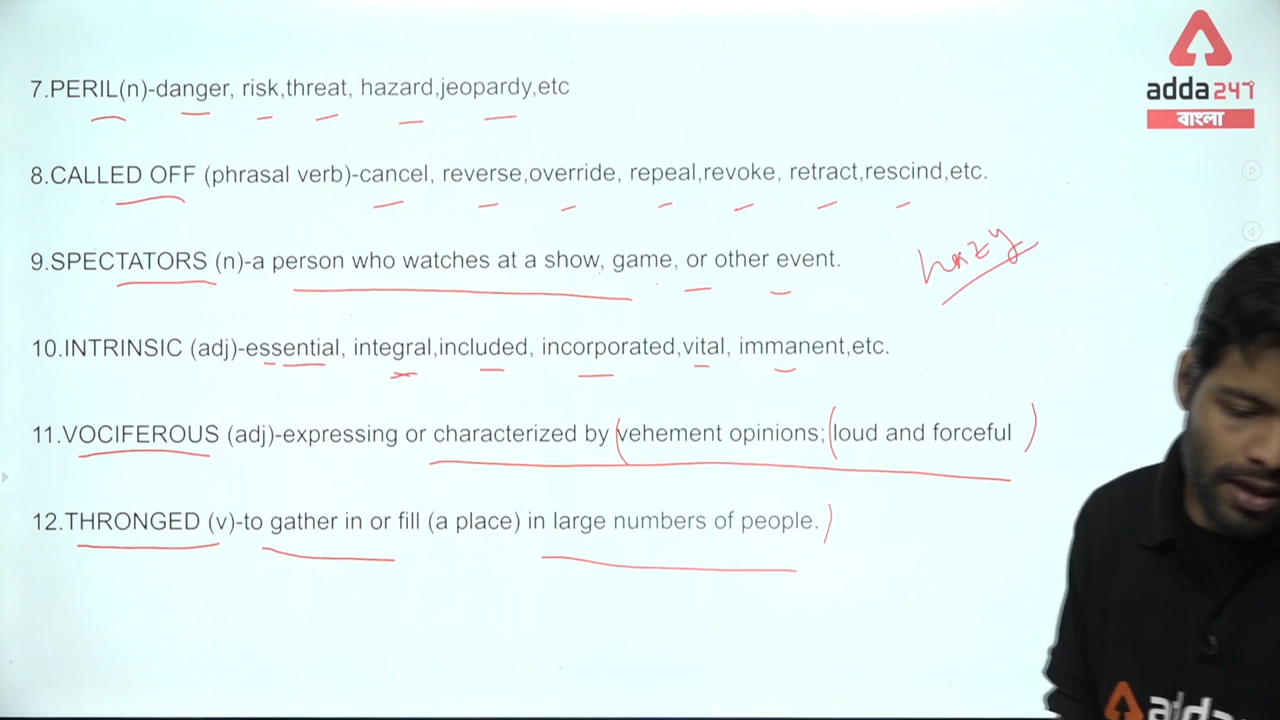 7.PERIL(n)-danger, risk,threat, hazard,jeopardy,etc
8.CALLED OFF (phrasal verb)-cancel, reverse,override, repeal,revoke, retract,rescind,etc.
9.SPECTATORS (n)-a person who watches at a show, game, or other event.
hazy
10.INTRINSIC (adj)-essential, integral,included, incorporated,vital, immanent,etc.
11.VOCIFEROUS (adj)-expressing or characterized by vehement opinions; loud and forceful
12.THRONGED (v)-to gather in or fill (a place) in large numbers of people.
adda247
বাংলা
adda